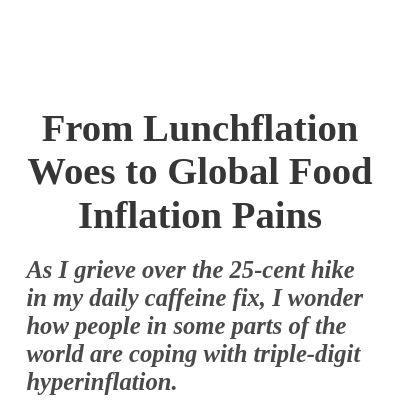 From Lunchflation
Woes to Global Food
Inflation Pains
As I grieve over the 25-cent hike
in my daily caffeine fix, I wonder
how people in some parts of the
world are coping with triple-digit
hyperinflation.